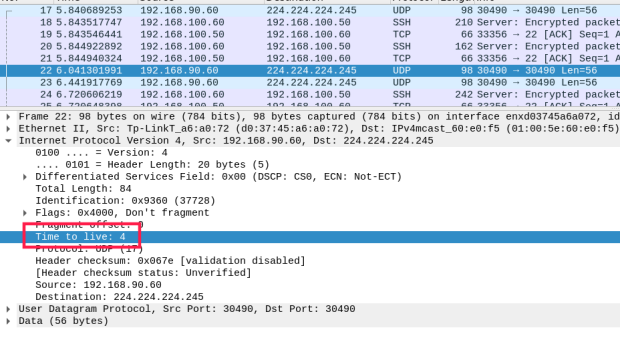 17 5.840689253 192.168.90.60 224.224.224.245 UDP 98 30490 → 30490 Len=56
18 5.843517747 192.168.100.60 192.168.100.50 SSH 210 Server: Encrypted packet
19 5.843546441 192.168.100.50 192.168.100.60 TCP 66 33356 → 22 [ACK] Seq=1 A
20 5.844922892 192.168.100.60 192.168.100.50 SSH 162 Server: Encrypted packet
21 5.844940324 192.168.100.50 192.168.100.60 TCP 66 33356 → 22 [ACK] Seq=1 A
22 6.041301991 192.168.90.60 224.224.224.245 UDP 98 30490 → 30490 Len=56
23 6.441917769 192.168.90.60 224.224.224.245 UDP 98 30490 → 30490 Len=56
24 6.720606219 192.168.100.60 192.168.100.50 SSH 242 Server: Encrypted packet
25 6.720648398 192.168.100.50 192.168.100.60 TCP 66 33356 → 22 [ACK] Seq=1 A
Frame 22: 98 bytes on wire (784 bits), 98 bytes captured (784 bits) on interface enxd03745a6a072, id
Ethernet II, Src: Tp-LinkT_a6:a0:72 (d0:37:45:a6:a0:72), Dst: IPv4mcast_60:e0:f5 (01:00:5e:60:e0:f5)
Internet Protocol Version 4, Src: 192.168.90.60, Dst: 224.224.224.245
0100 .... = Version: 4
.... 0101 = Header Length: 20 bytes (5)
Differentiated Services Field: 0x00 (DSCP: CS0, ECN: Not-ECT)
Total Length: 84
Identification: 0x9360 (37728)
Flags: 0x4000, Don't fragment
Fragment offset: 0
Time to live: 4
Protocol: UDP (17)
Header checksum: 0x067e [validation disabled]
[Header checksum status: Unverified]
Source: 192.168.90.60
Destination: 224.224.224.245
User Datagram Protocol, Src Port: 30490, Dst Port: 30490
Data (56 bytes)